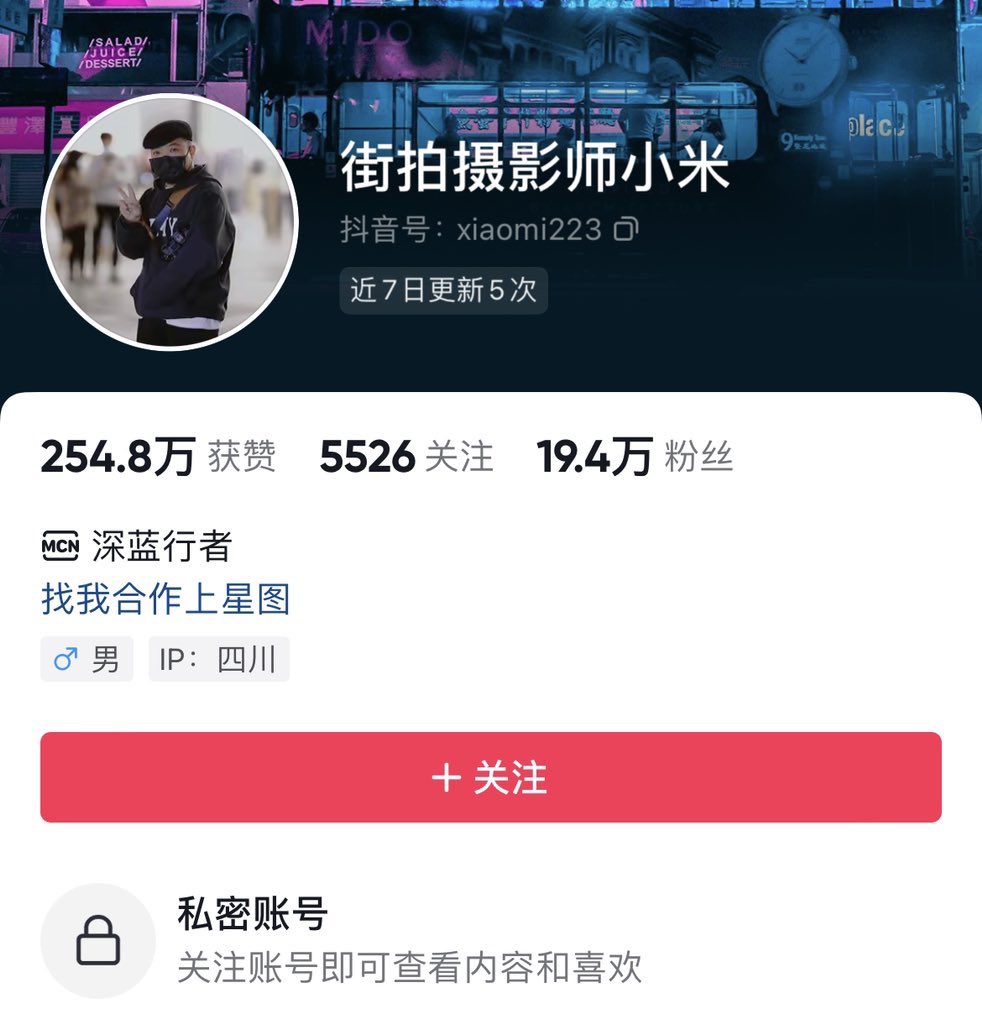 MIDO
/SALAD/
/JUICE/
/DESSERT/
豐澤
place
街拍摄影师小米
抖音号：xiaomi223
近7日更新5次
254.8万 获赞 5526 关注 19.4万 粉丝
MCN 深蓝行者
找我合作上星图
♂ 男 IP：四川
+ 关注
私密账号
关注账号即可查看内容和喜欢